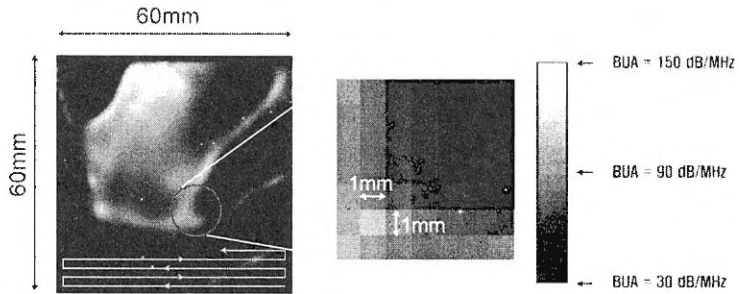 60mm
60mm
1mm
1mm
BUA = 150 dB/MHz
BUA = 90 dB/MHz
BUA = 30 dB/MHz